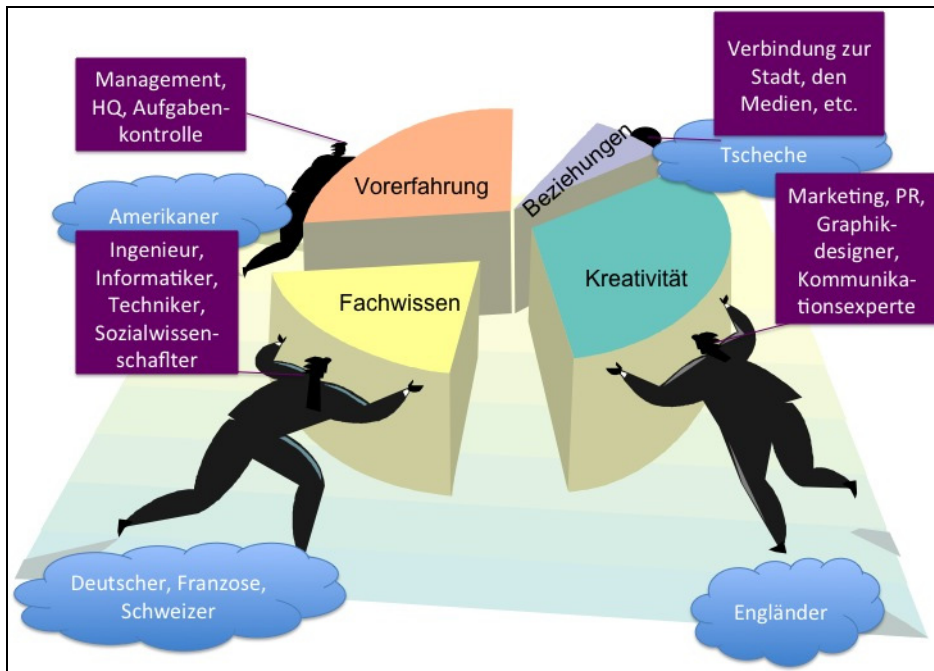 Management,
HQ, Aufgaben-
kontrolle
Vorerfahrung
Amerikaner
Verbindung zur
Stadt, den
Medien, etc.
Beziehungen
Tscheche
Ingenieur,
Informatiker,
Techniker,
Sozialwissen-
schaflter
Fachwissen
Deutscher, Franzose,
Schweizer
Marketing, PR,
Graphik-
designer,
Kommunika-
tionsexperte
Kreativität
Engländer